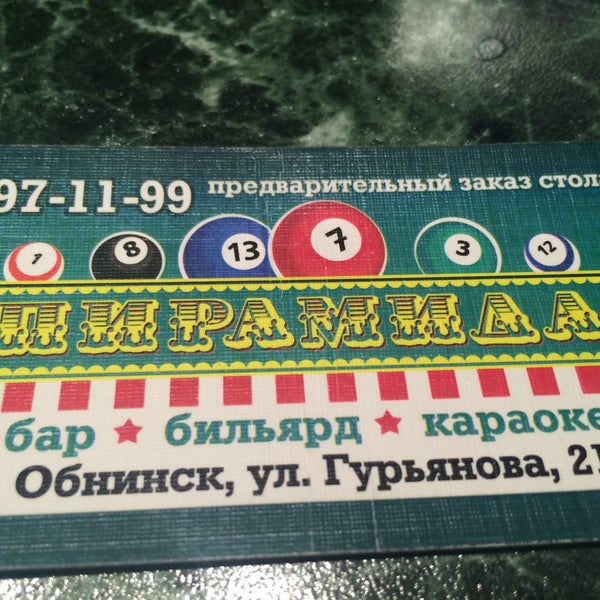 97-11-99 предварительный заказ стол
1 8 13 7 3 12
ПИРАМИДА
бар ★ бильярд ★ караоке
Обнинск, ул. Гурьянова, 21